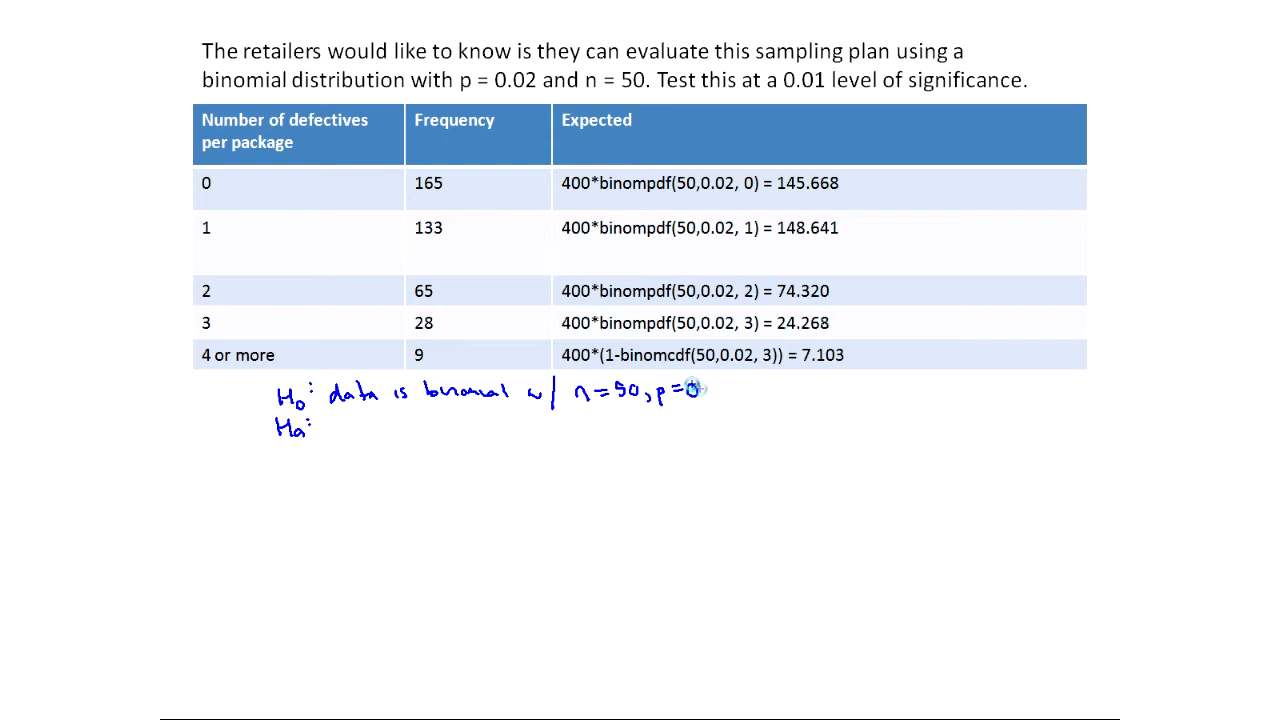 The retailers would like to know is they can evaluate this sampling plan using a
binomial distribution with p = 0.02 and n = 50. Test this at a 0.01 level of significance.
Number of defectives per package Frequency Expected
0 165 400*binompdf(50,0.02, 0) = 145.668
1 133 400*binompdf(50,0.02, 1) = 148.641
2 65 400*binompdf(50,0.02, 2) = 74.320
3 28 400*binompdf(50,0.02, 3) = 24.268
4 or more 9 400*(1-binomcdf(50,0.02, 3)) = 7.103
H0: data is binomial w/ n=50, p=0
Ha: